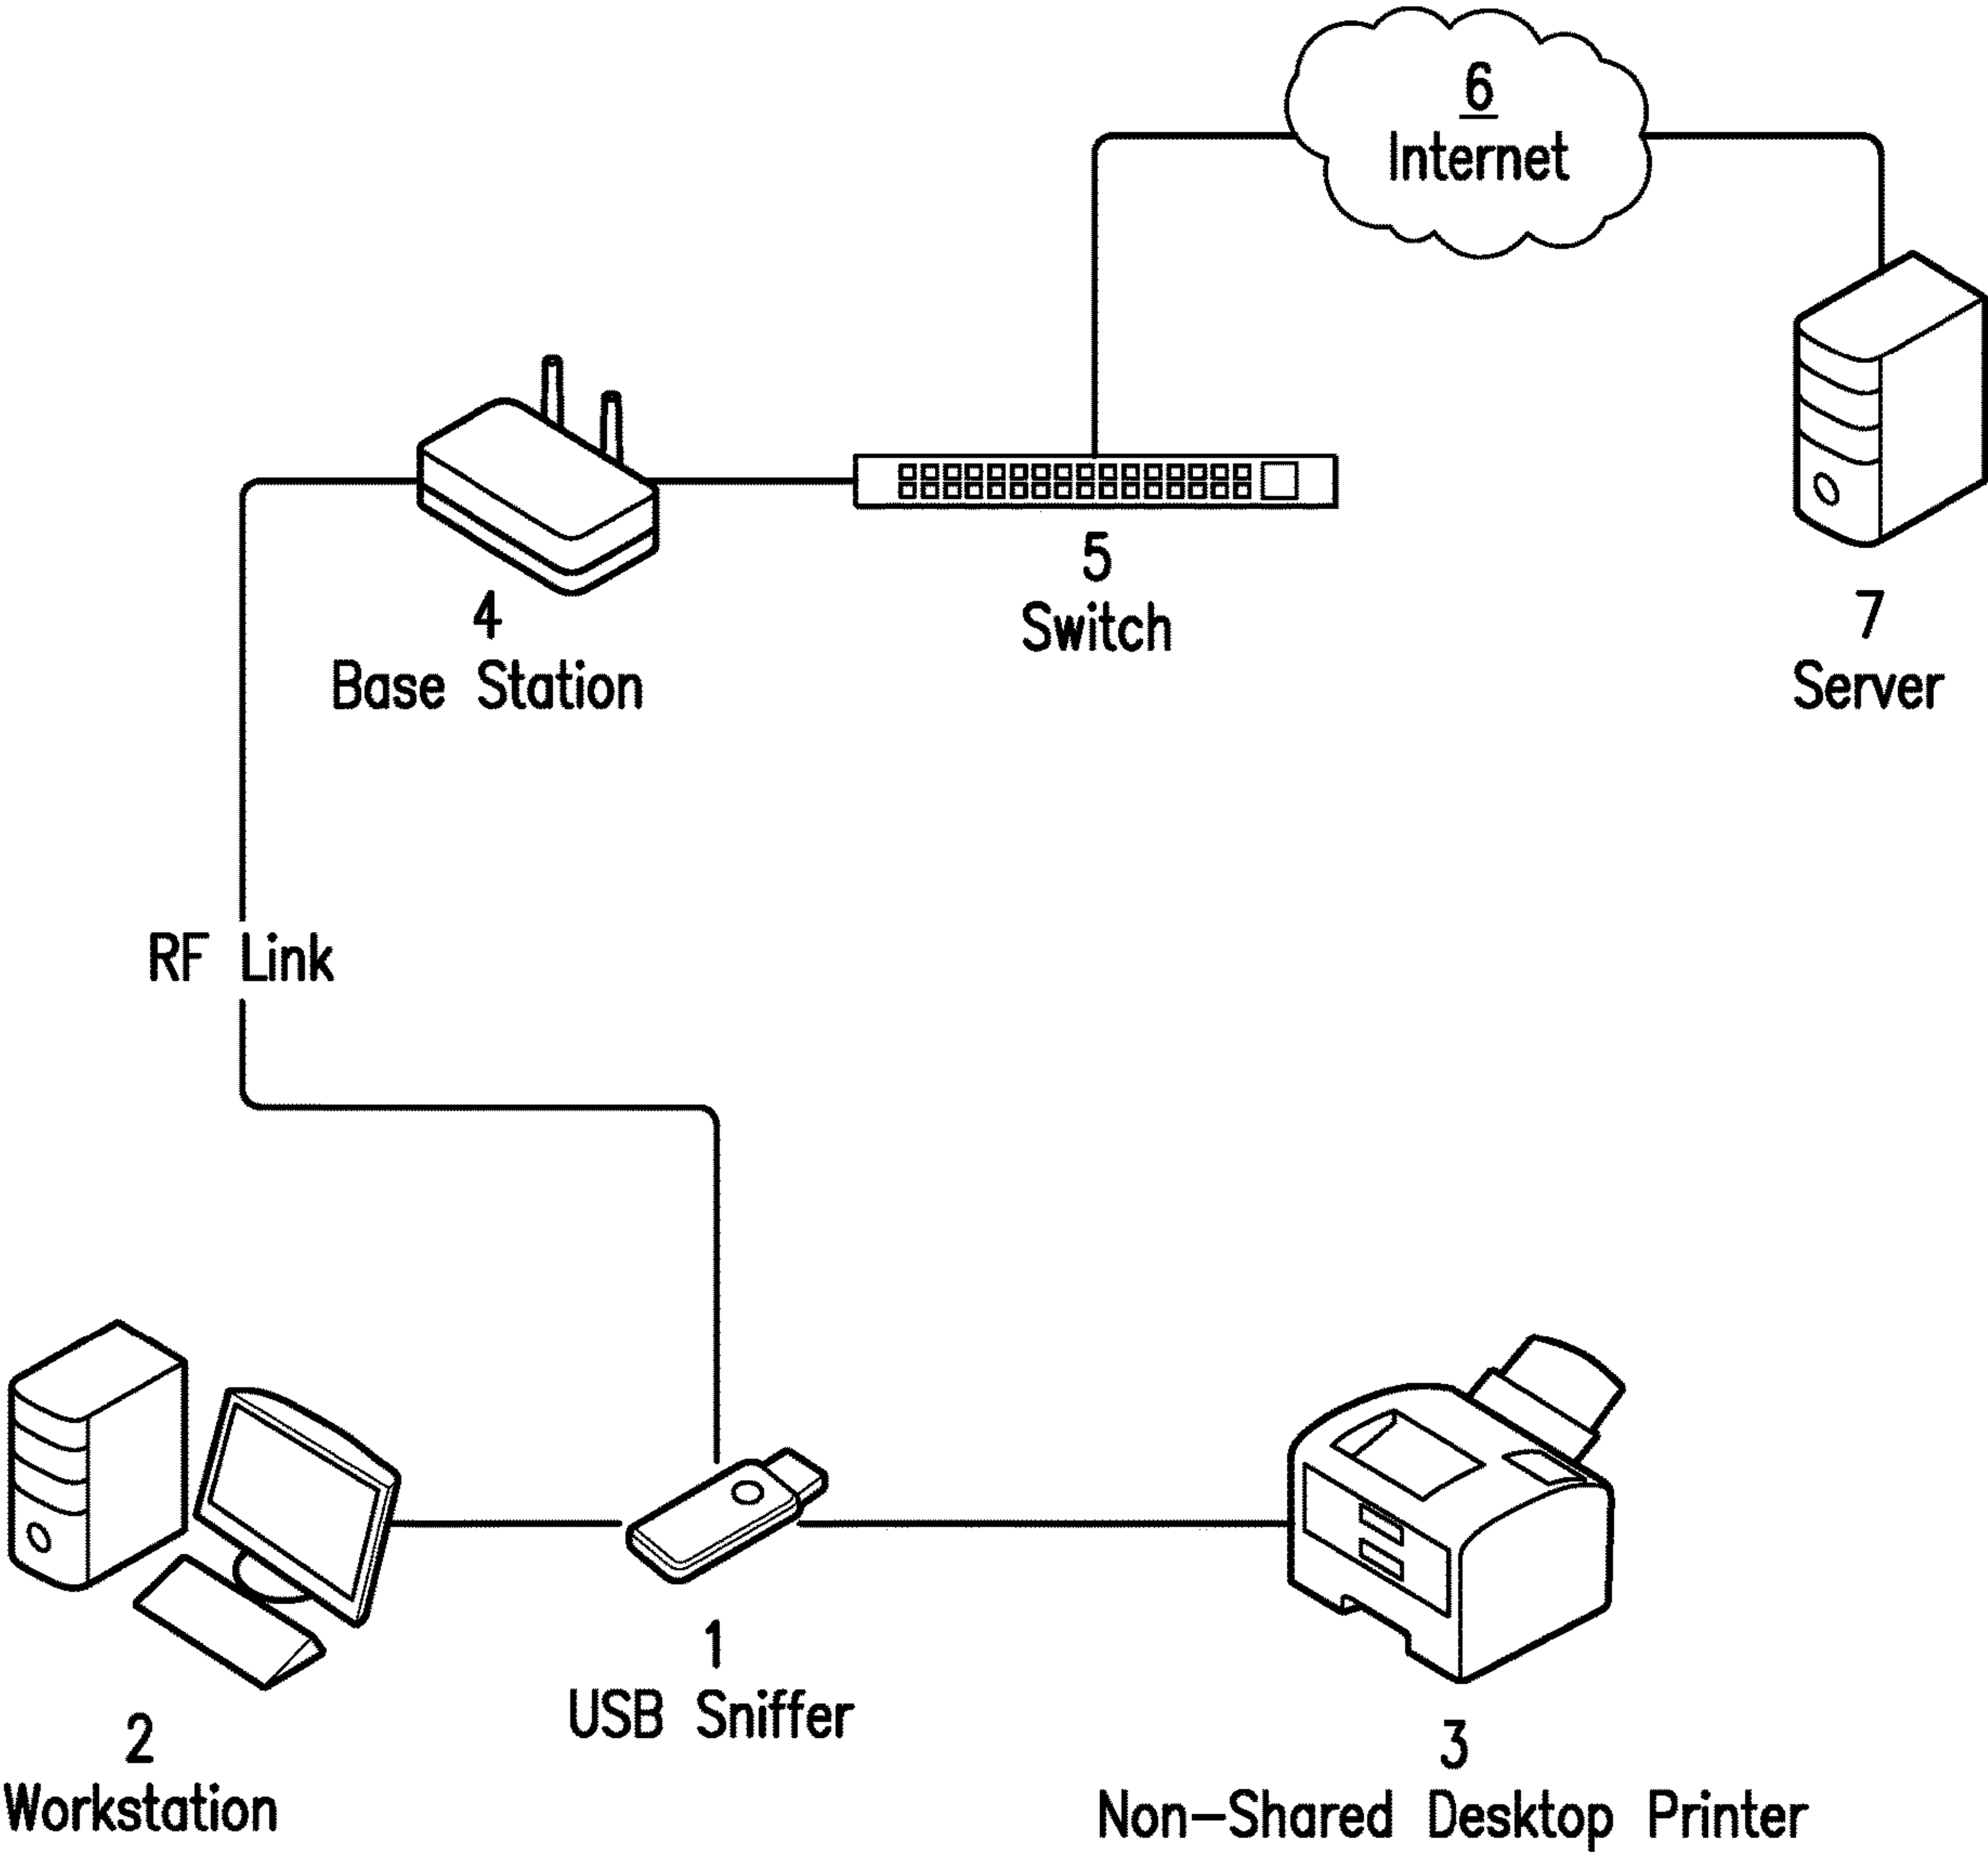 6
Internet
5
Switch
4
Base Station
7
Server
RF Link
1
USB Sniffer
2
Workstation
3
Non-Shared Desktop Printer